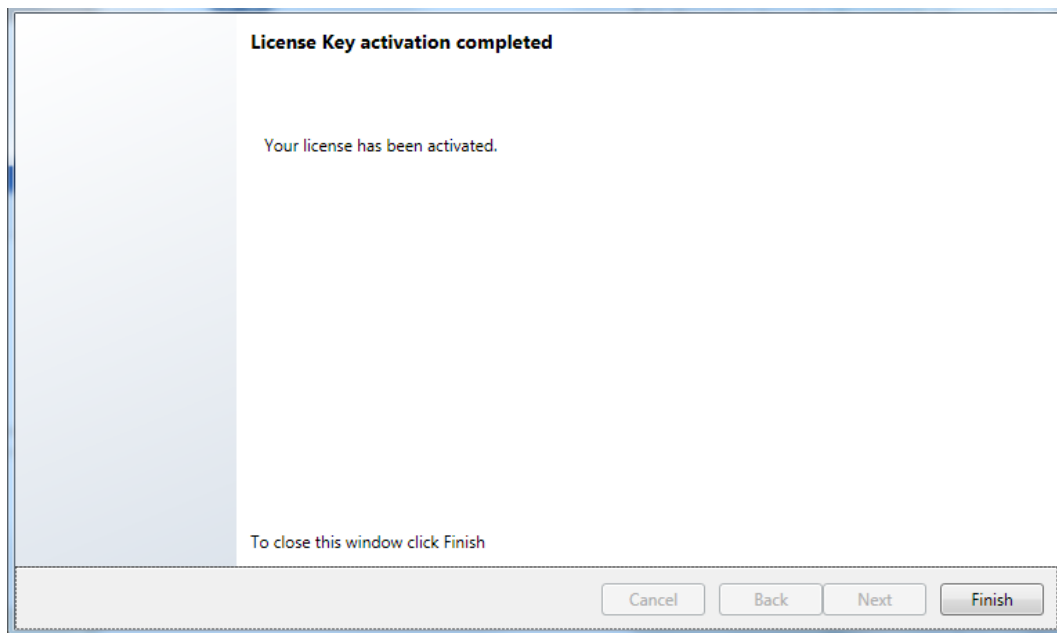 License Key activation completed
Your license has been activated.
To close this window click Finish
Cancel Back Next Finish